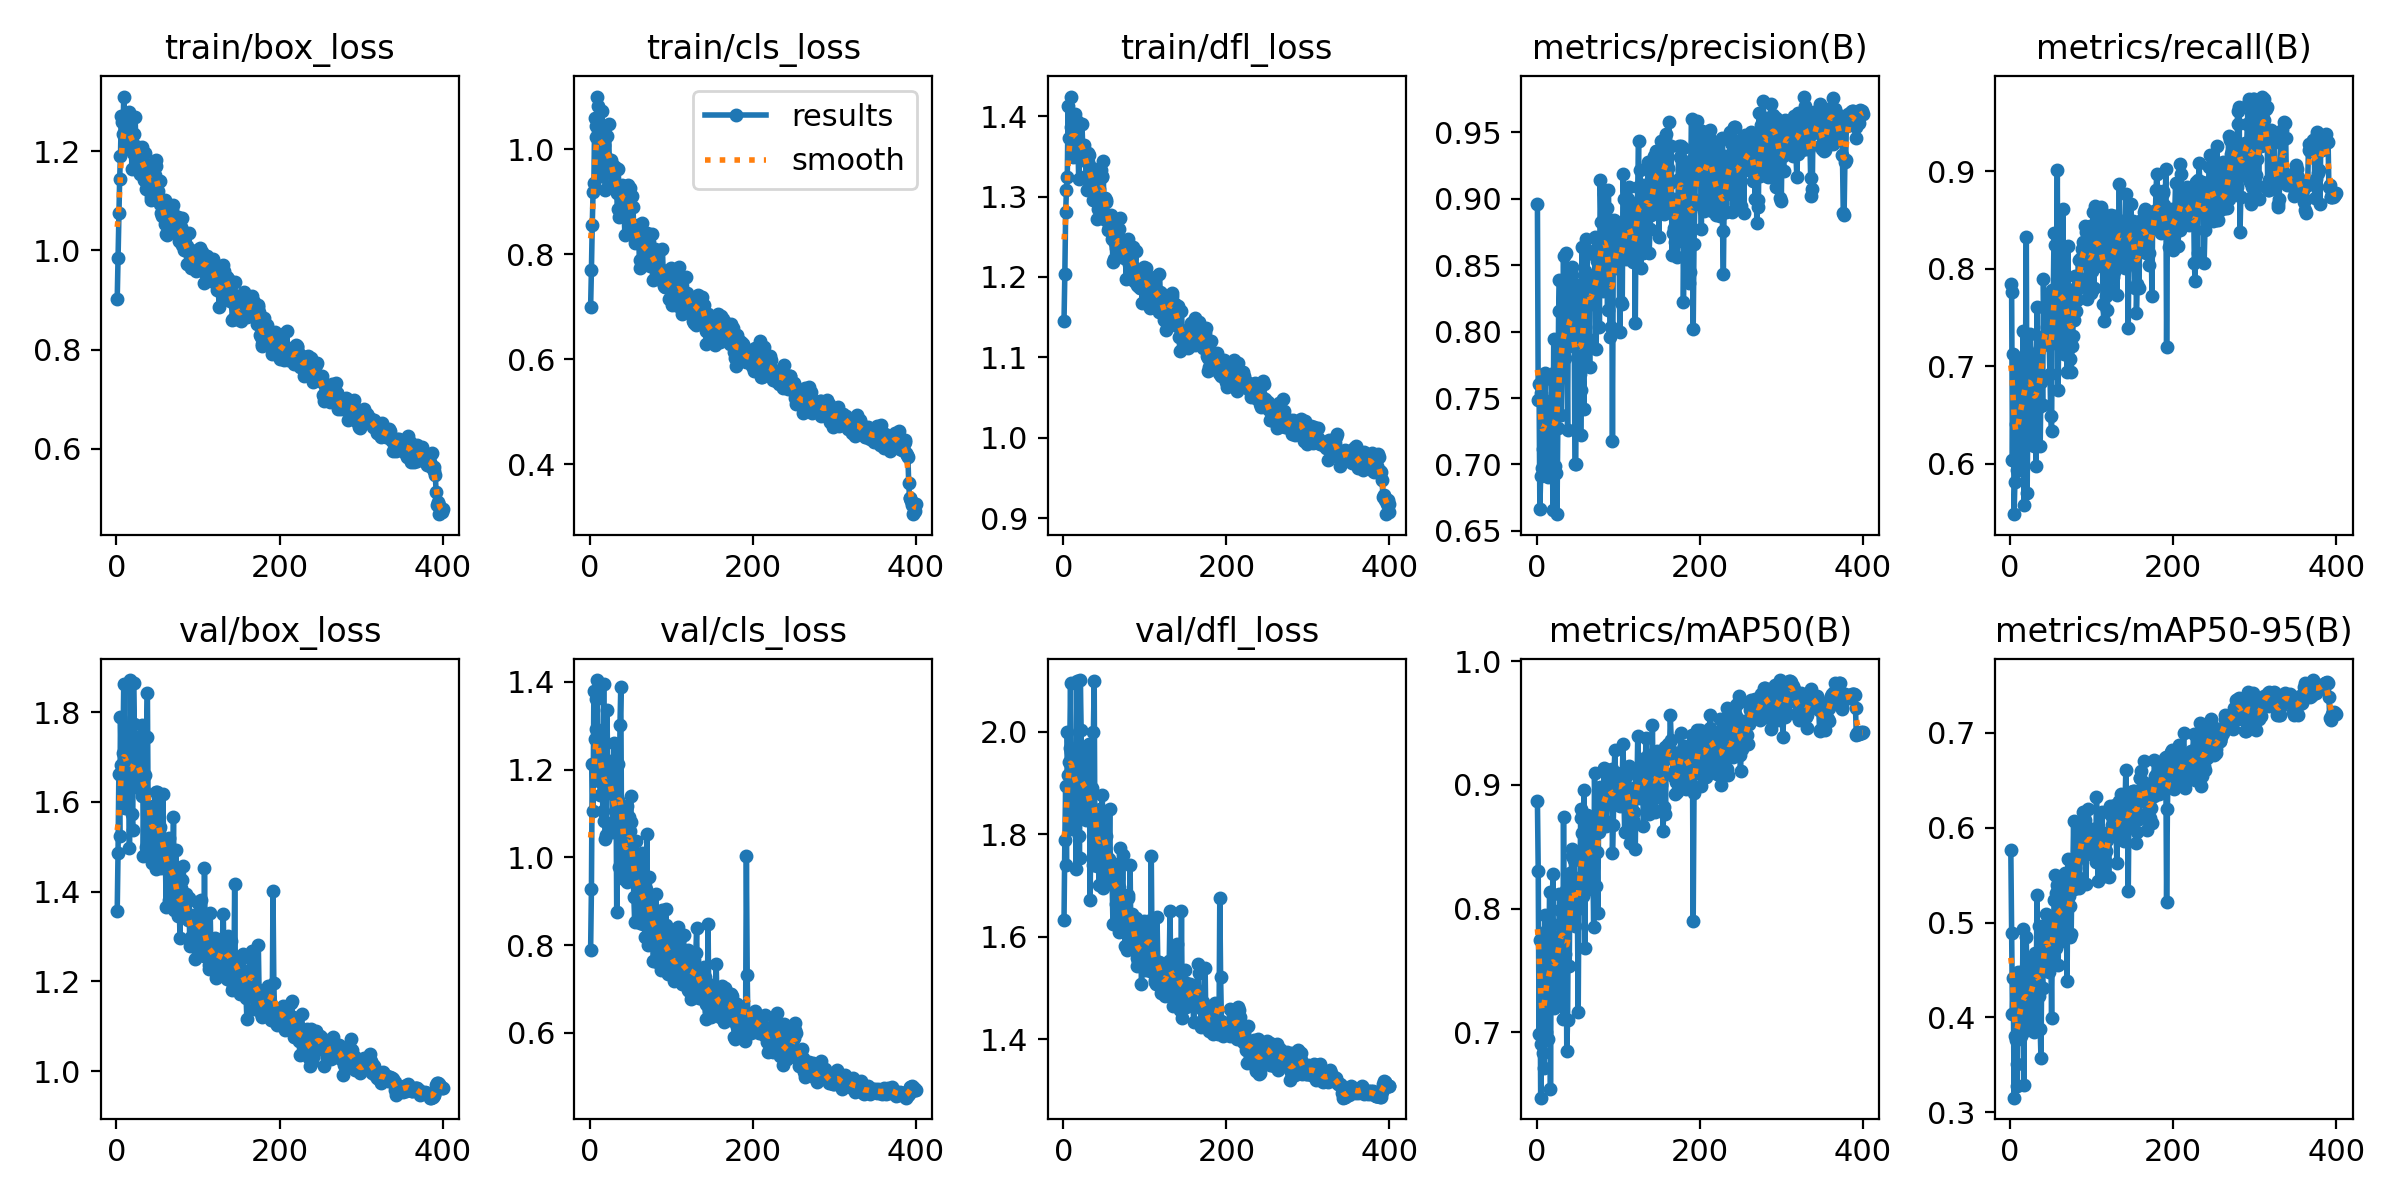 train/box_loss
train/cls_loss
train/dfl_loss
metrics/precision(B)
metrics/recall(B)
results
smooth
1.2
1.0
0.8
0.6
0 200 400
1.0
0.8
0.6
0.4
0 200 400
1.4
1.3
1.2
1.1
1.0
0.9
0 200 400
0.95
0.90
0.85
0.80
0.75
0.70
0.65
0 200 400
0.9
0.8
0.7
0.6
0 200 400
val/box_loss
val/cls_loss
val/dfl_loss
metrics/mAP50(B)
metrics/mAP50-95(B)
1.8
1.6
1.4
1.2
1.0
0 200 400
1.4
1.2
1.0
0.8
0.6
0 200 400
2.0
1.8
1.6
1.4
0 200 400
1.0
0.9
0.8
0.7
0 200 400
0.7
0.6
0.5
0.4
0.3
0 200 400